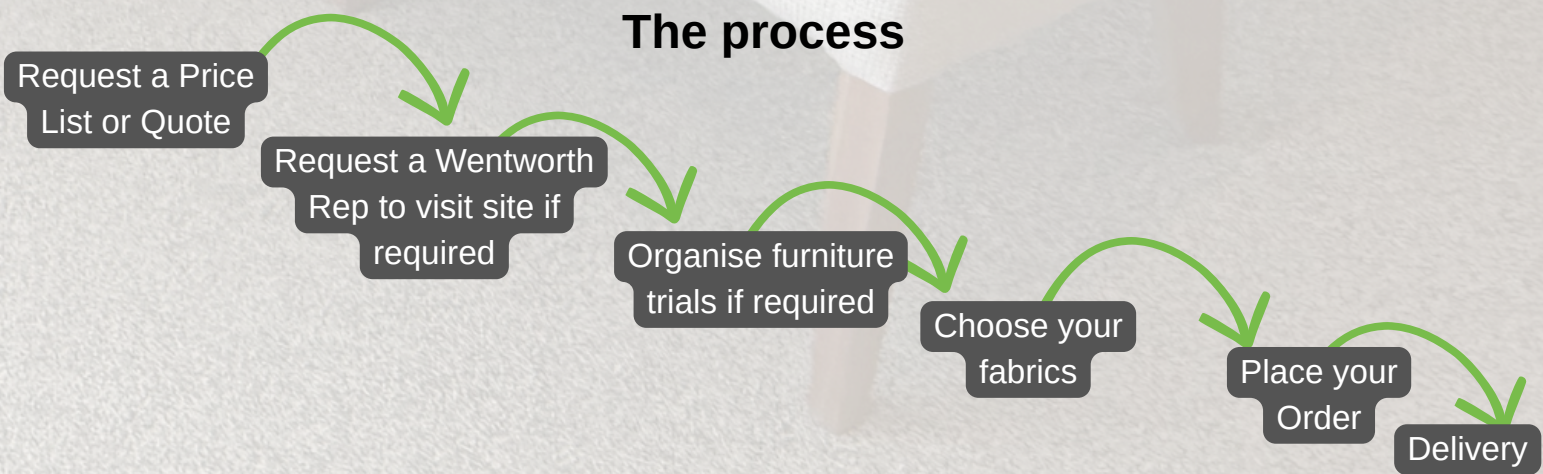 The process
Request a Price
List or Quote
Request a Wentworth
Rep to visit site if
required
Organise furniture
trials if required
Choose your
fabrics
Place your
Order
Delivery